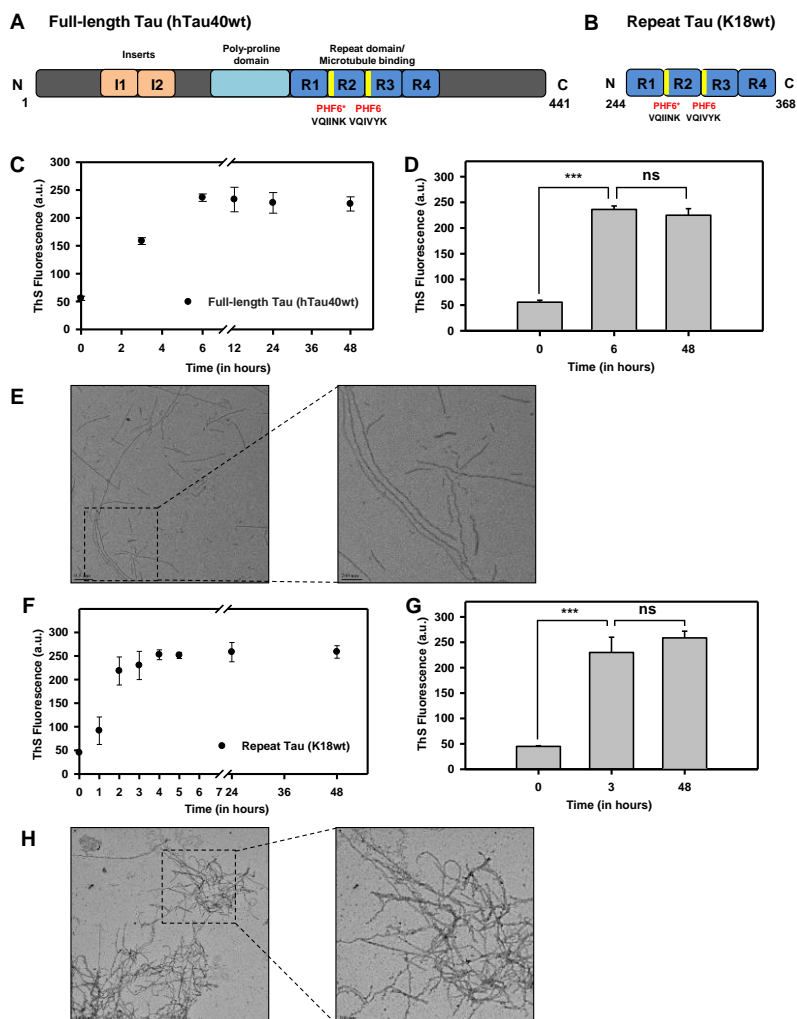 A Full-length Tau (hTau40wt)
Inserts
Poly-proline domain
Repeat domain/ Microtubule binding
N I1 I2 R1 R2 R3 R4 C
1 441
PHF6* PHF6
VQIINK VQIVYK
B Repeat Tau (K18wt)
N R1 R2 R3 R4 C
244 368
PHF6* PHF6
VQIINK VQIVYK
C
ThS Fluorescence (a.u.)
300
250
200
150
100
50
0
Full-length Tau (hTau40wt)
0 2 4 6 12 24 36 48
Time (in hours)
D
*** ns
ThS Fluorescence (a.u.)
300
250
200
150
100
50
0
0 6 48
Time (in hours)
E
F
ThS Fluorescence (a.u.)
300
250
200
150
100
50
0
Repeat Tau (K18wt)
0 1 2 3 4 5 6 7 24 36 48
Time (in hours)
G
*** ns
ThS Fluorescence (a.u.)
300
250
200
150
100
50
0
0 3 48
Time (in hours)
H